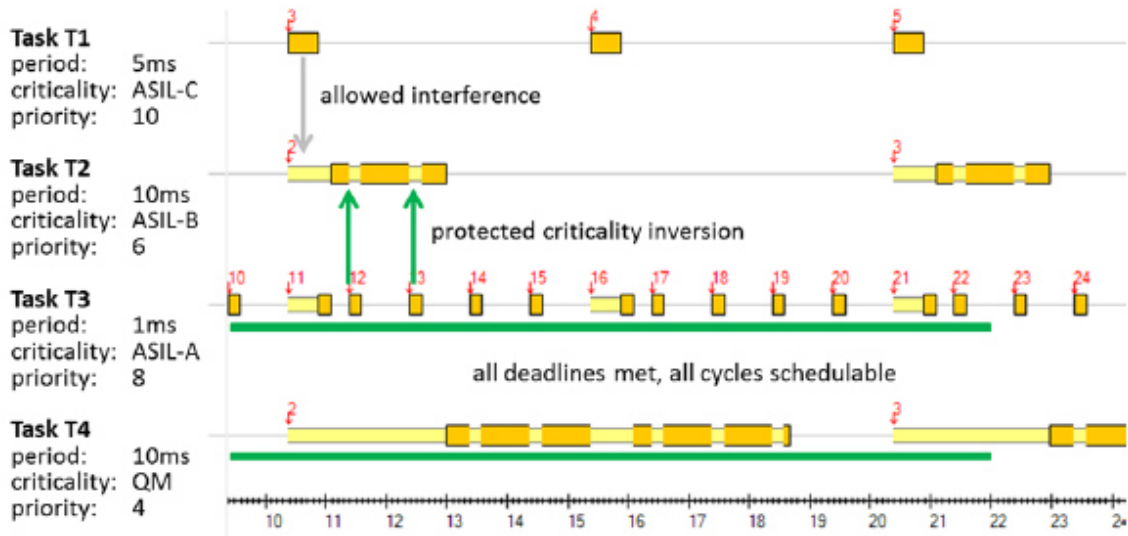 3 4 5
Task T1
period: 5ms
criticality: ASIL-C
priority: 10
allowed interference
2 3
Task T2
period: 10ms
criticality: ASIL-B
priority: 6
protected criticality inversion
10 11 12 13 14 15 16 17 18 19 20 21 22 23 24
Task T3
period: 1ms
criticality: ASIL-A
priority: 8
all deadlines met, all cycles schedulable
2 3
Task T4
period: 10ms
criticality: QM
priority: 4
10 11 12 13 14 15 16 17 18 19 20 21 22 23